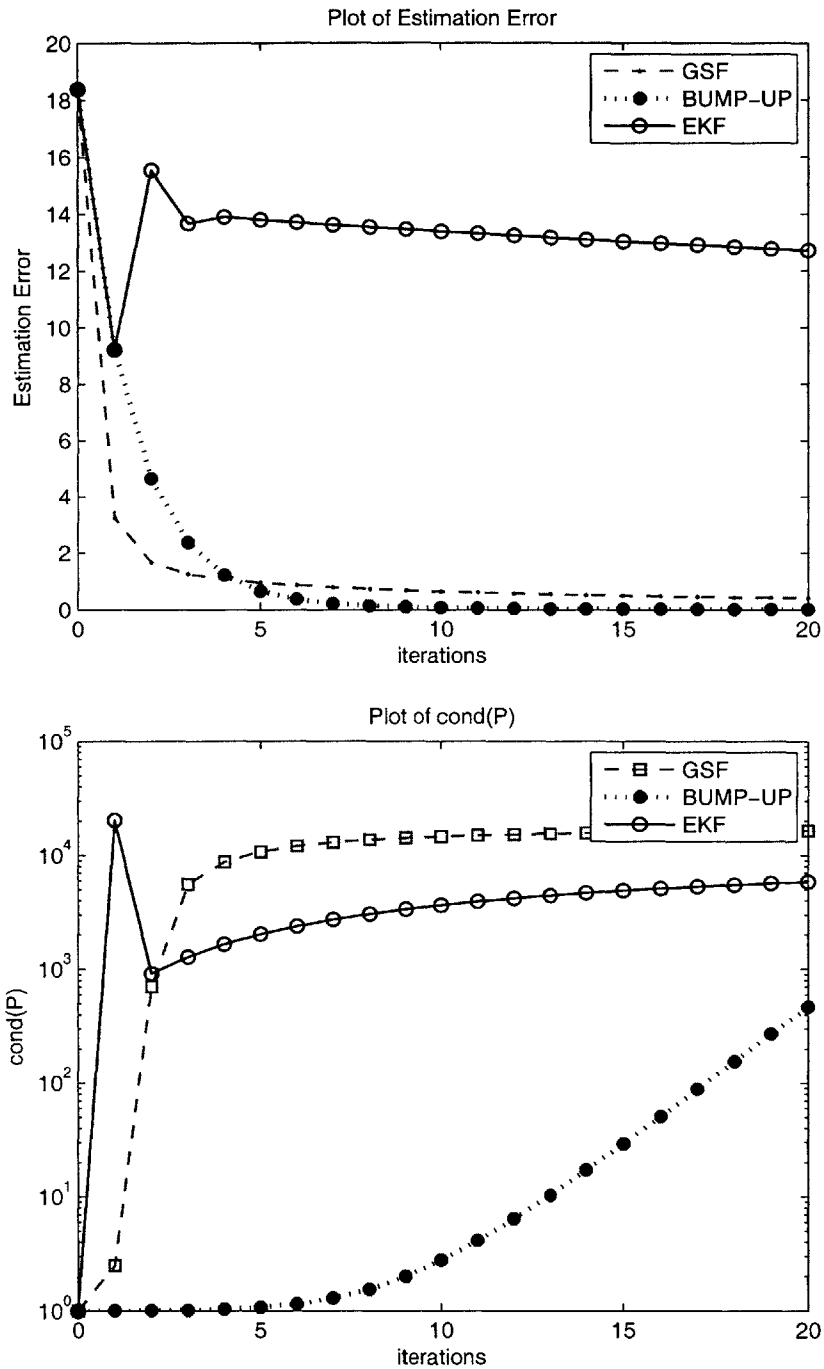 Plot of Estimation Error
20
18
16
14
12
10
8
6
4
2
0
Estimation Error
GSF
BUMP-UP
EKF
0 5 10 15 20
iterations
Plot of cond(P)
10^5
10^4
10^3
10^2
10^1
10^0
cond(P)
GSF
BUMP-UP
EKF
0 5 10 15 20
iterations